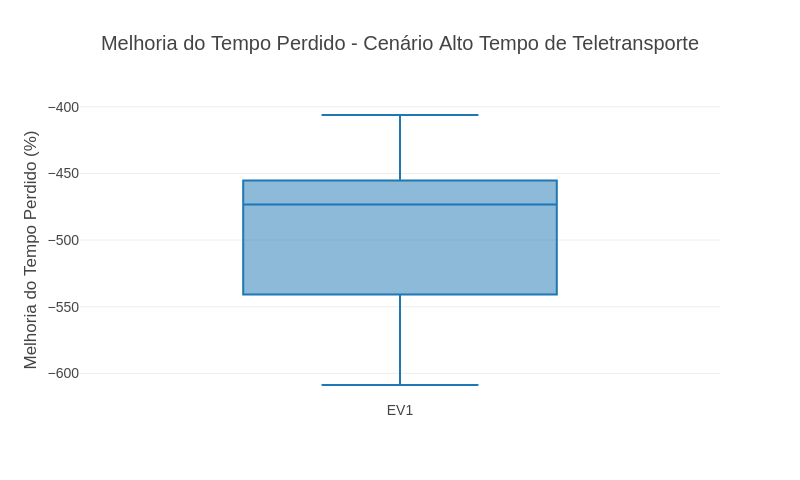 Melhoria do Tempo Perdido - Cenário Alto Tempo de Teletransporte
Melhoria do Tempo Perdido (%)
−400
−450
−500
−550
−600
EV1